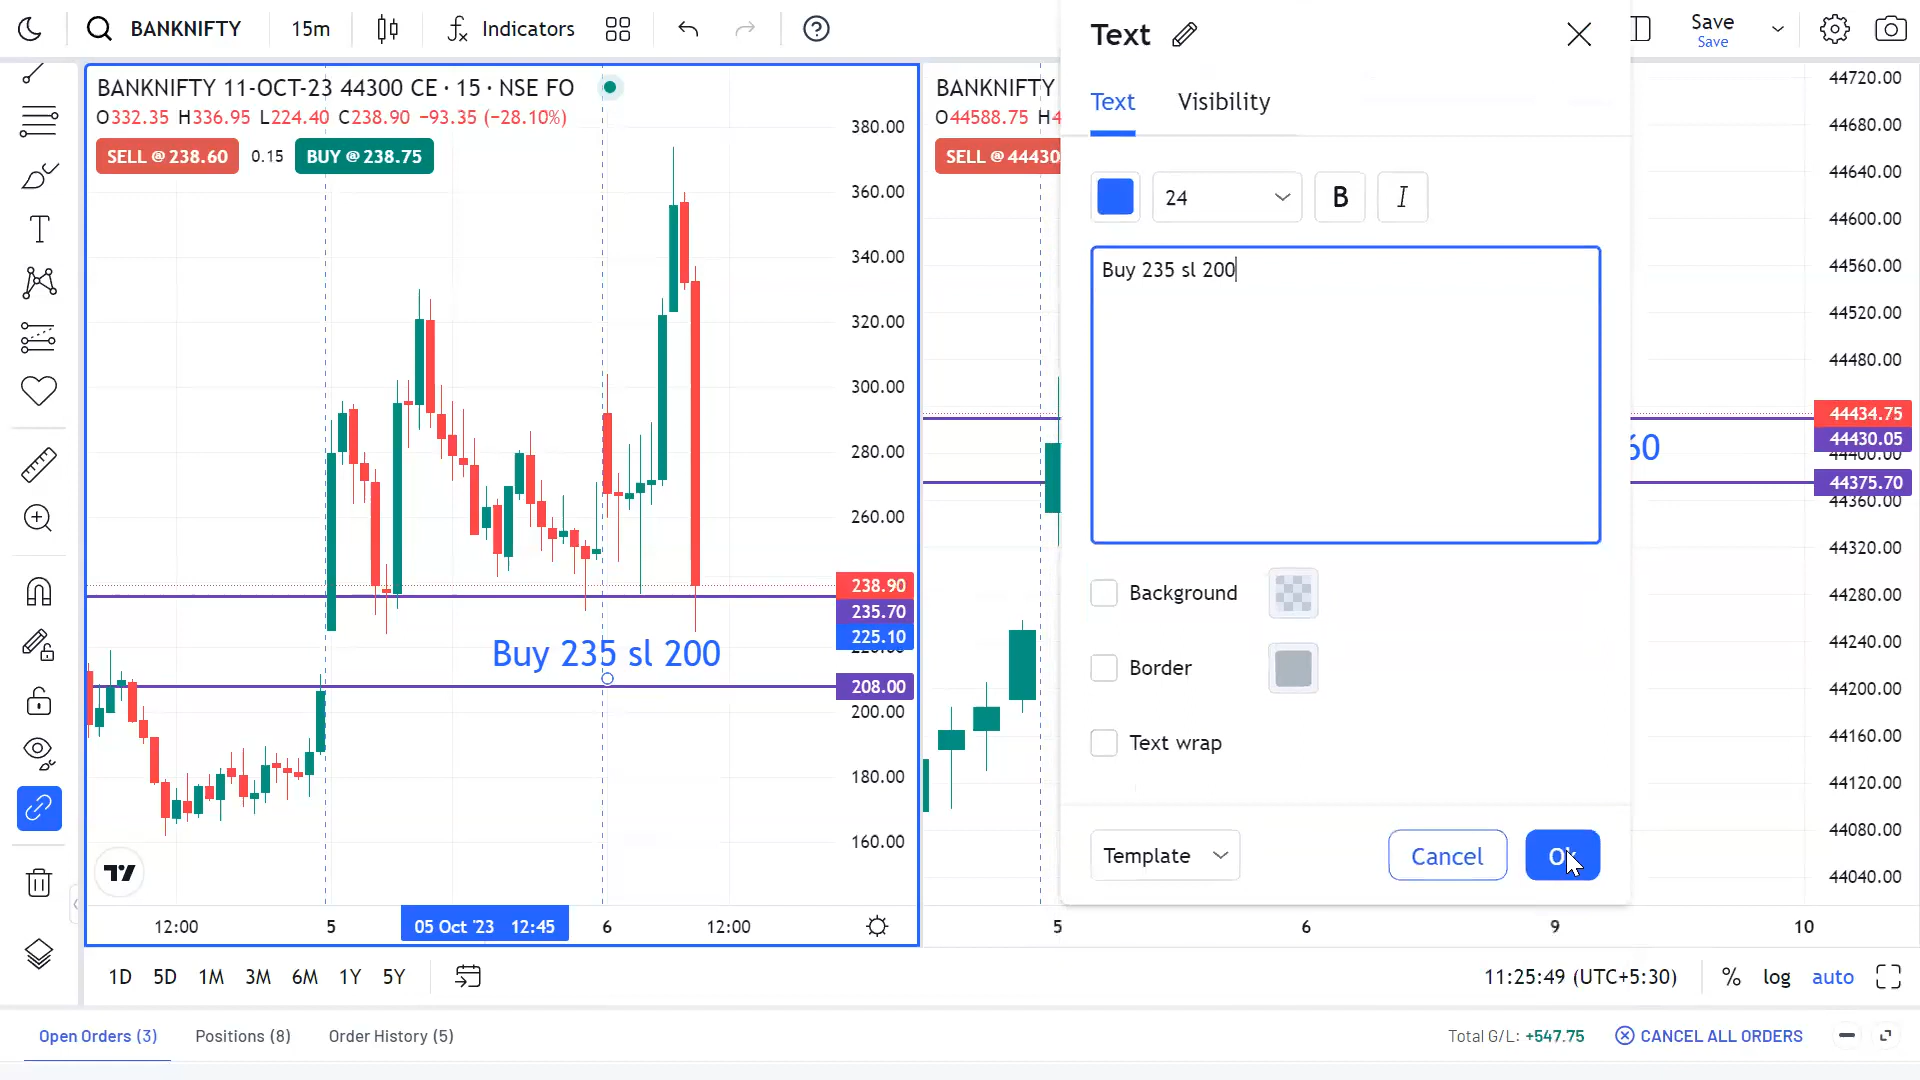 BANKNIFTY 15m Indicators
Save
Save
BANKNIFTY 11-OCT-23 44300 CE · 15 · NSE FO
O332.35 H336.95 L224.40 C238.90 −93.35 (−28.10%)
SELL @ 238.60 0.15 BUY @ 238.75
380.00
360.00
340.00
320.00
300.00
280.00
260.00
238.90
235.70
225.10
208.00
200.00
180.00
160.00
Buy 235 sl 200
12:00 5 05 Oct '23 12:45 6 12:00
BANKNIFTY
O44588.75 H4
SELL @ 44430
Text
Text Visibility
24 B I
Buy 235 sl 200
Background
Border
Text wrap
Template Cancel Ok
60
44720.00
44680.00
44640.00
44600.00
44560.00
44520.00
44480.00
44434.75
44430.05
44400.00
44375.70
44360.00
44320.00
44280.00
44240.00
44200.00
44160.00
44120.00
44080.00
44040.00
5 6 9 10
1D 5D 1M 3M 6M 1Y 5Y
11:25:49 (UTC+5:30) % log auto
Open Orders (3) Positions (8) Order History (5)
Total G/L: +547.75 CANCEL ALL ORDERS